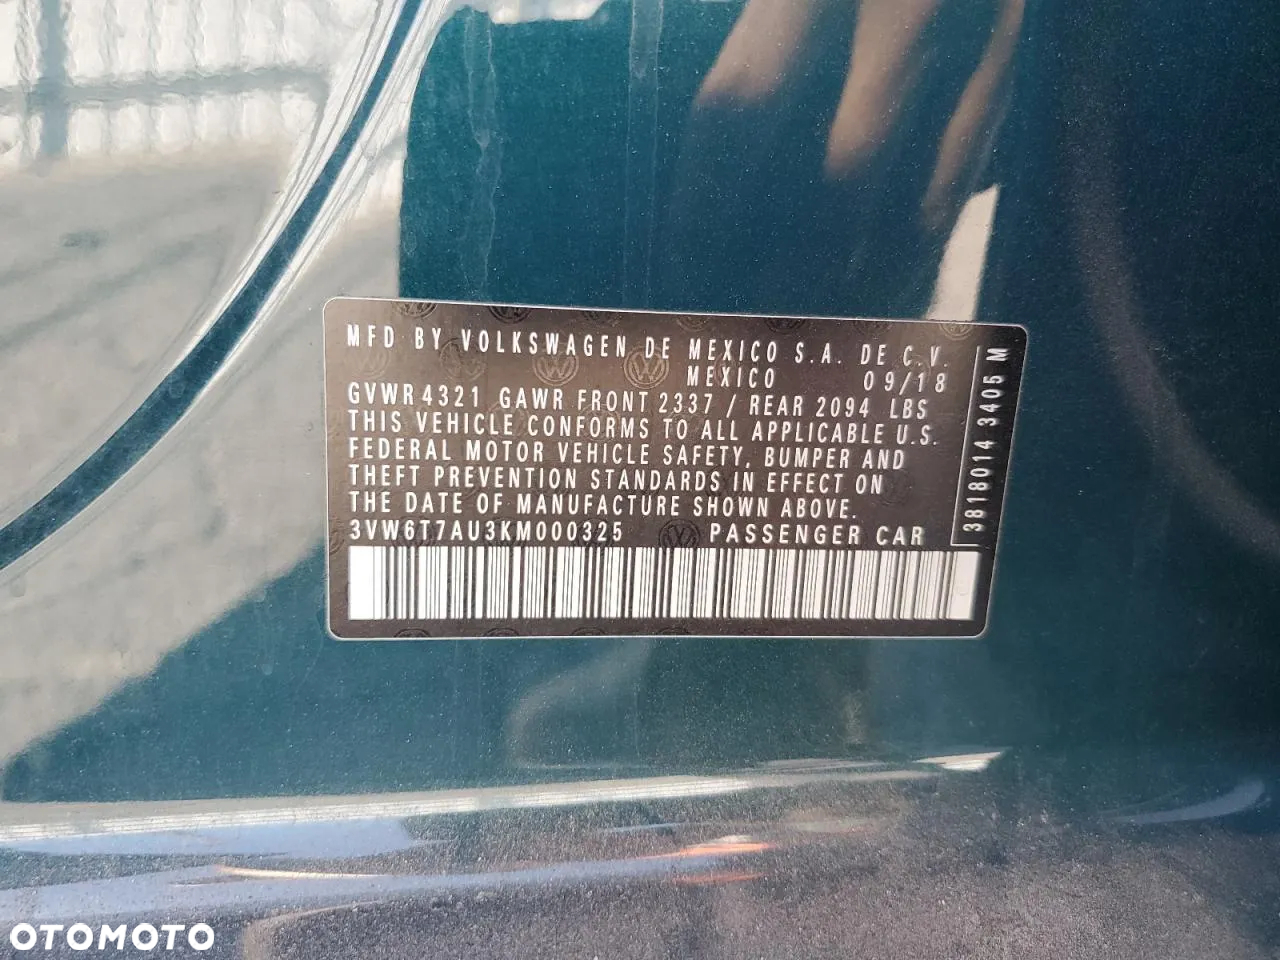 MFD BY VOLKSWAGEN DE MEXICO S.A. DE C.V.
MEXICO 09/18
GVWR 4321 GAWR FRONT 2337 / REAR 2094 LBS
THIS VEHICLE CONFORMS TO ALL APPLICABLE U.S.
FEDERAL MOTOR VEHICLE SAFETY, BUMPER AND
THEFT PREVENTION STANDARDS IN EFFECT ON
THE DATE OF MANUFACTURE SHOWN ABOVE.
3VW6T7AU3KM000325 PASSENGER CAR
3818014 3405 M
OTOMOTO